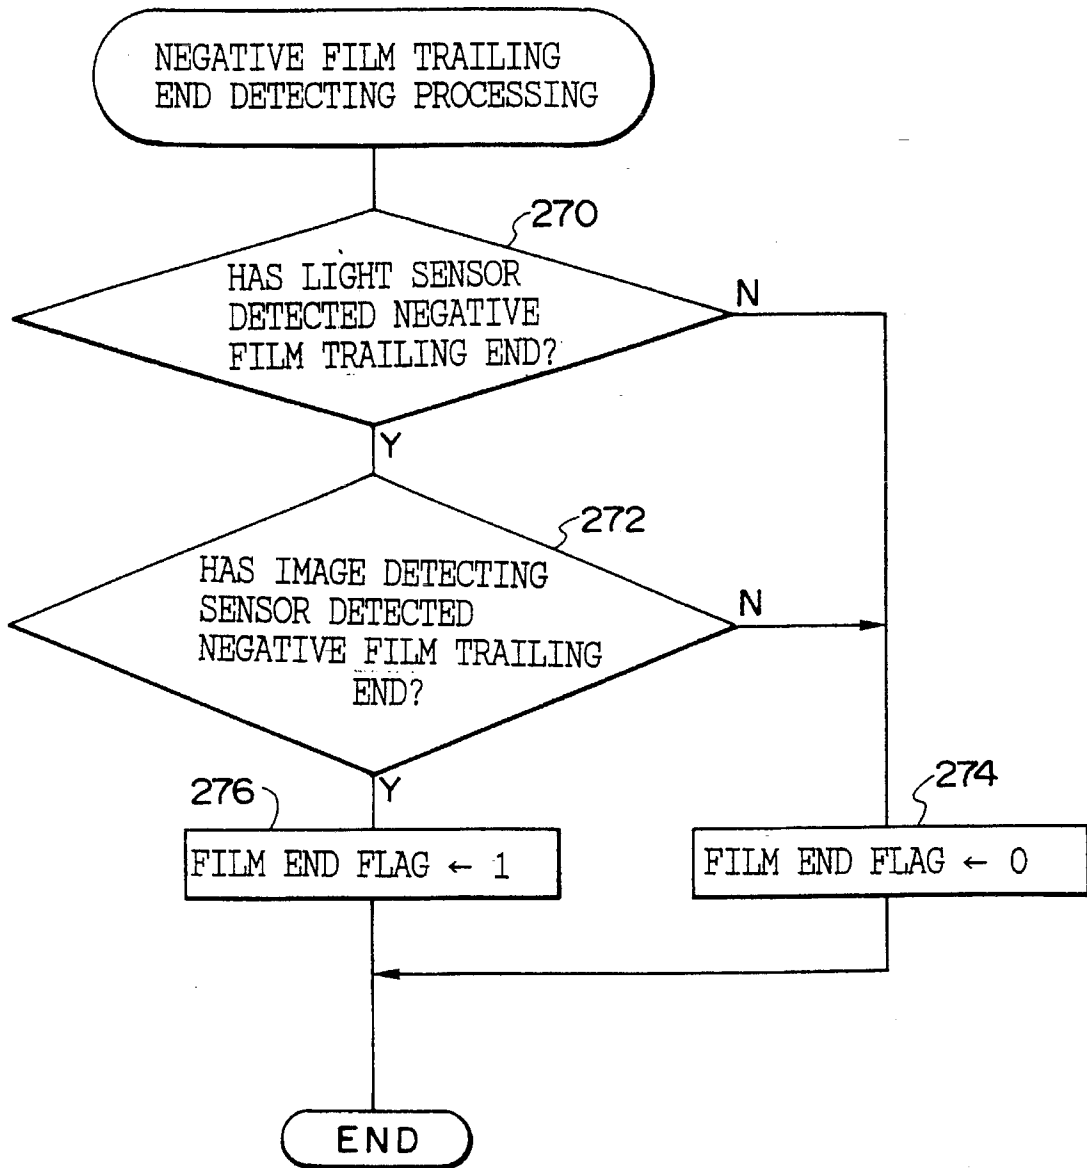 NEGATIVE FILM TRAILING
END DETECTING PROCESSING
270
HAS LIGHT SENSOR
DETECTED NEGATIVE
FILM TRAILING END?
N
Y
272
HAS IMAGE DETECTING
SENSOR DETECTED
NEGATIVE FILM TRAILING
END?
N
Y
276
FILM END FLAG ← 1
274
FILM END FLAG ← 0
END